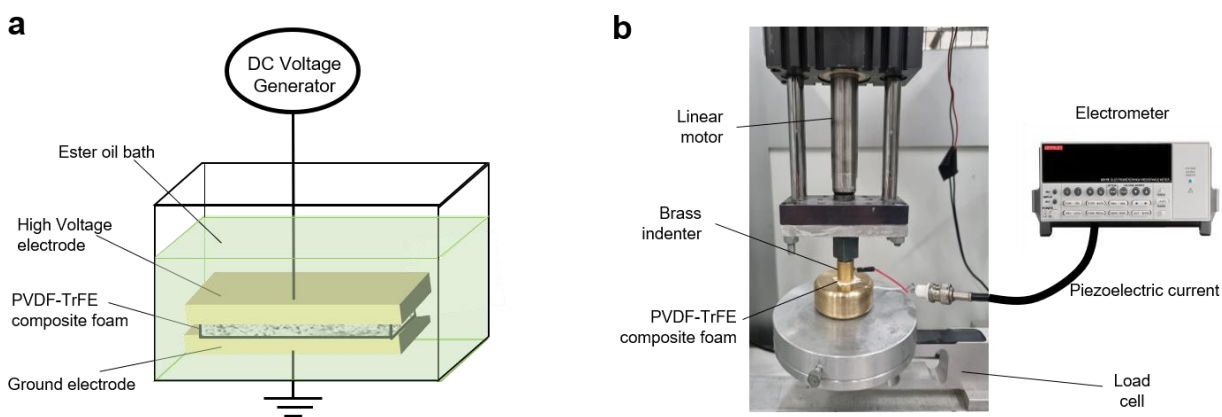 a
DC Voltage
Generator
Ester oil bath
High Voltage
electrode
PVDF-TrFE
composite foam
Ground electrode
b
Linear
motor
Brass
indenter
PVDF-TrFE
composite foam
Electrometer
Piezoelectric current
Load
cell